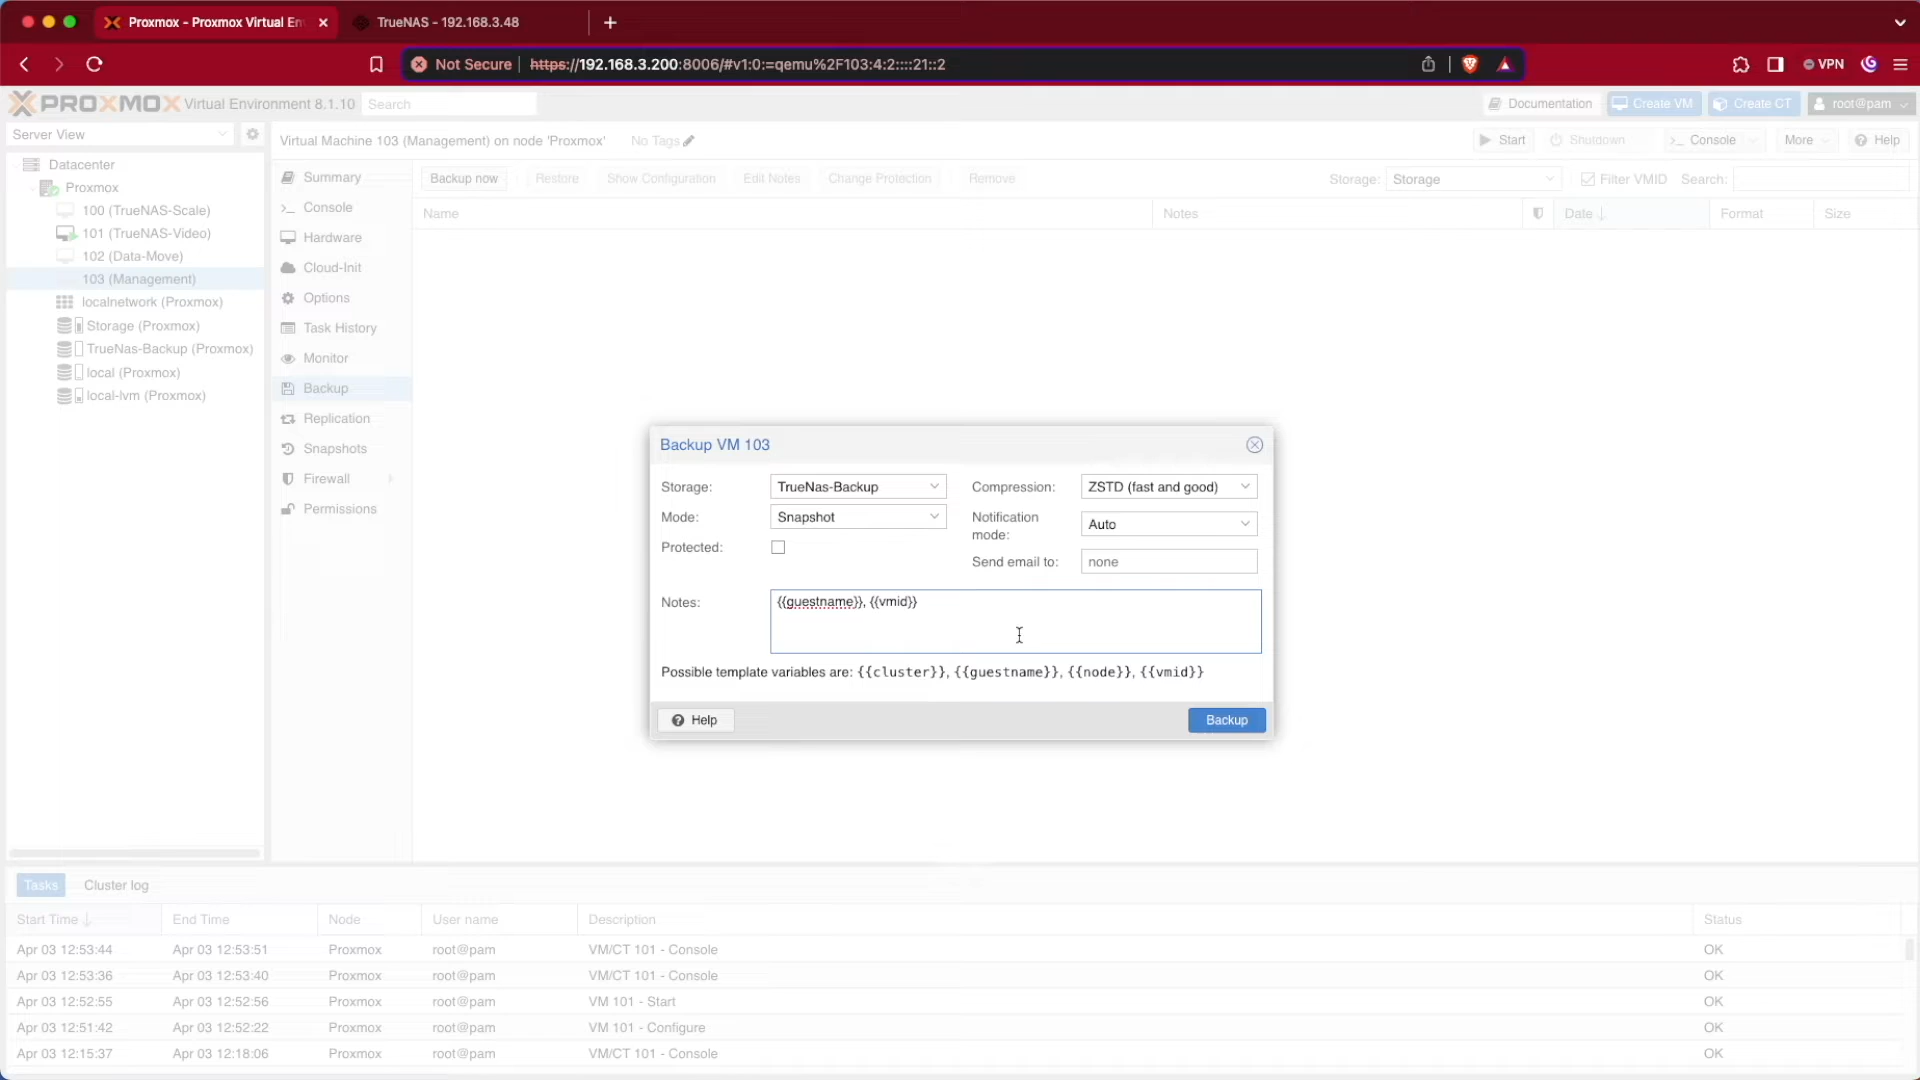 Proxmox - Proxmox Virtual En
TrueNAS - 192.168.3.48
Not Secure https://192.168.3.200:8006/#v1:0:=qemu%2F103:4:2::::21::2
VPN
PROXMOX Virtual Environment 8.1.10 Search
Documentation Create VM Create CT root@pam
Server View
Virtual Machine 103 (Management) on node 'Proxmox' No Tags
Start Shutdown Console More Help
Datacenter
Proxmox
100 (TrueNAS-Scale)
101 (TrueNAS-Video)
102 (Data-Move)
103 (Management)
localnetwork (Proxmox)
Storage (Proxmox)
TrueNas-Backup (Proxmox)
local (Proxmox)
local-lvm (Proxmox)
Summary
Console
Hardware
Cloud-Init
Options
Task History
Monitor
Backup
Replication
Snapshots
Firewall
Permissions
Backup now Restore Show Configuration Edit Notes Change Protection Remove Storage: Storage Filter VMID Search:
Name Notes Date Format Size
Backup VM 103
Storage: TrueNas-Backup
Mode: Snapshot
Protected:
Compression: ZSTD (fast and good)
Notification mode: Auto
Send email to: none
Notes: {{guestname}}, {{vmid}}
Possible template variables are: {{cluster}}, {{guestname}}, {{node}}, {{vmid}}
Help Backup
Tasks Cluster log
Start Time End Time Node User name Description Status
Apr 03 12:53:44 Apr 03 12:53:51 Proxmox root@pam VM/CT 101 - Console OK
Apr 03 12:53:36 Apr 03 12:53:40 Proxmox root@pam VM/CT 101 - Console OK
Apr 03 12:52:55 Apr 03 12:52:56 Proxmox root@pam VM 101 - Start OK
Apr 03 12:51:42 Apr 03 12:52:22 Proxmox root@pam VM 101 - Configure OK
Apr 03 12:15:37 Apr 03 12:18:06 Proxmox root@pam VM/CT 101 - Console OK